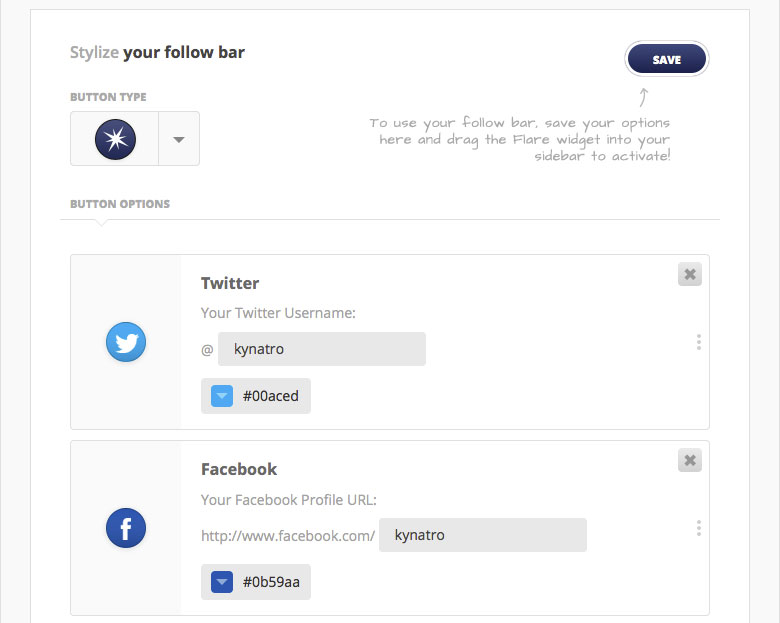 Stylize your follow bar
SAVE
BUTTON TYPE
To use your follow bar, save your options
here and drag the Flare widget into your
sidebar to activate!
BUTTON OPTIONS
Twitter
Your Twitter Username:
@ kynatro
#00aced
Facebook
Your Facebook Profile URL:
http://www.facebook.com/ kynatro
#0b59aa